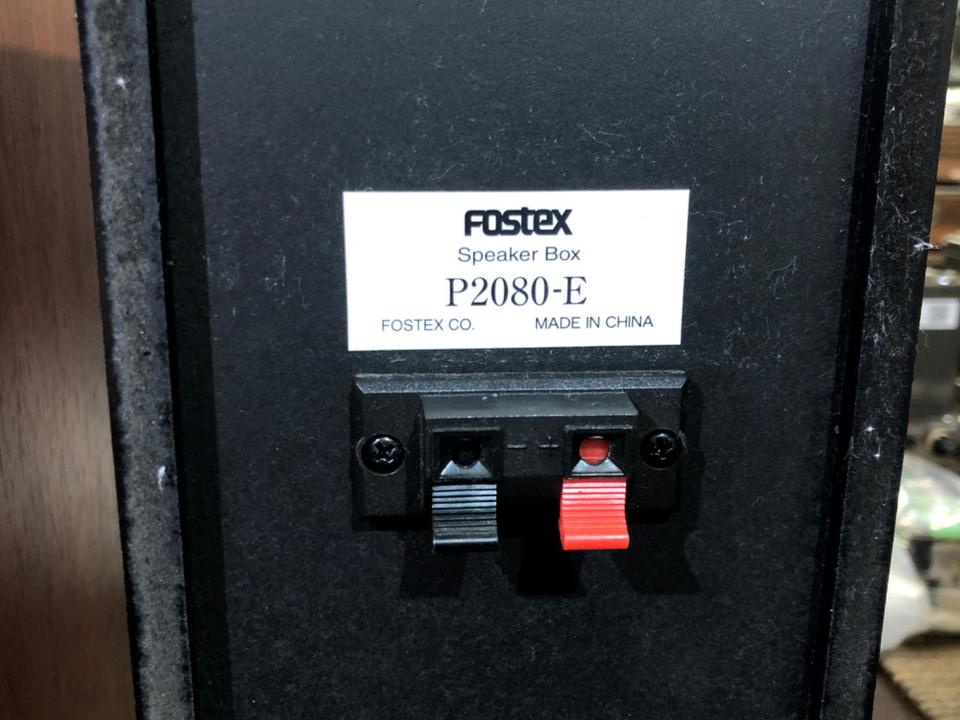 Fostex
Speaker Box
P2080-E
FOSTEX CO. MADE IN CHINA
- +